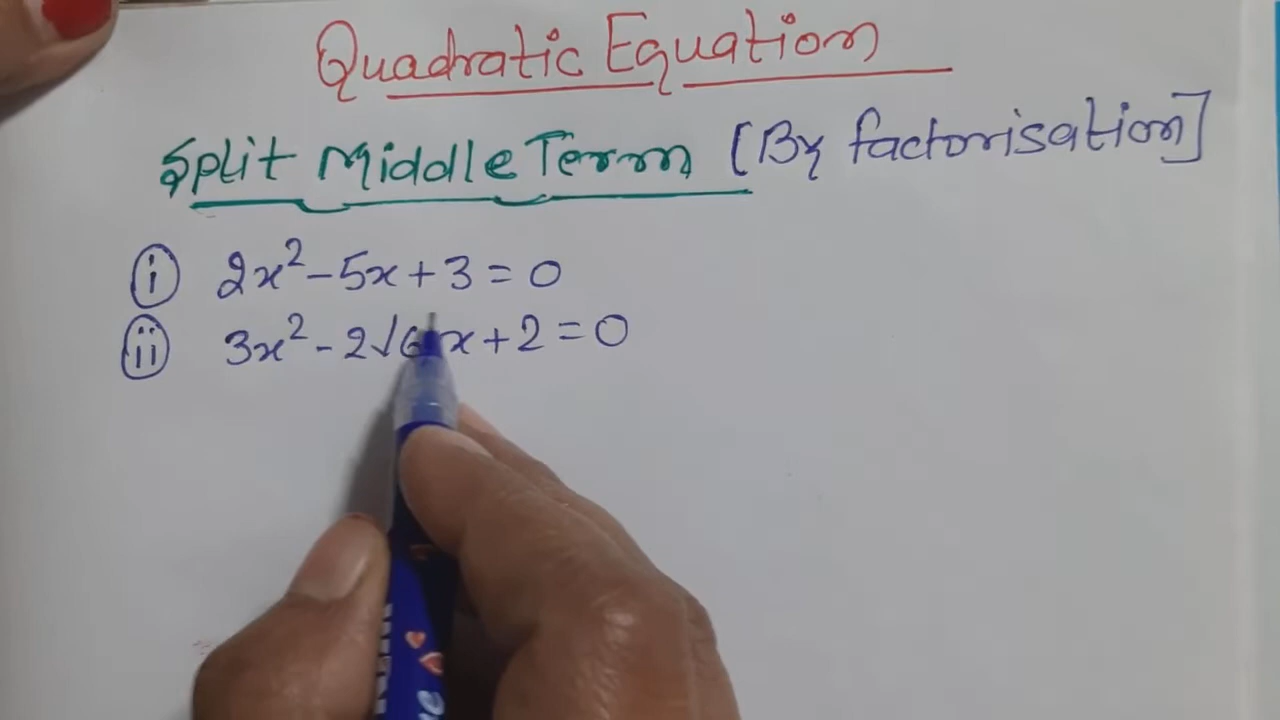 Quadratic Equation
Split Middle Term [By factorisation]
(i) 2x² - 5x + 3 = 0
(ii) 3x² - 2√6 x + 2 = 0